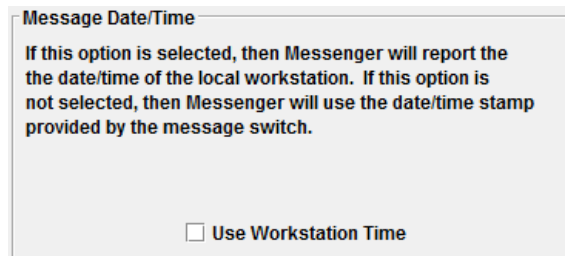 Message Date/Time
If this option is selected, then Messenger will report the
the date/time of the local workstation. If this option is
not selected, then Messenger will use the date/time stamp
provided by the message switch.
Use Workstation Time